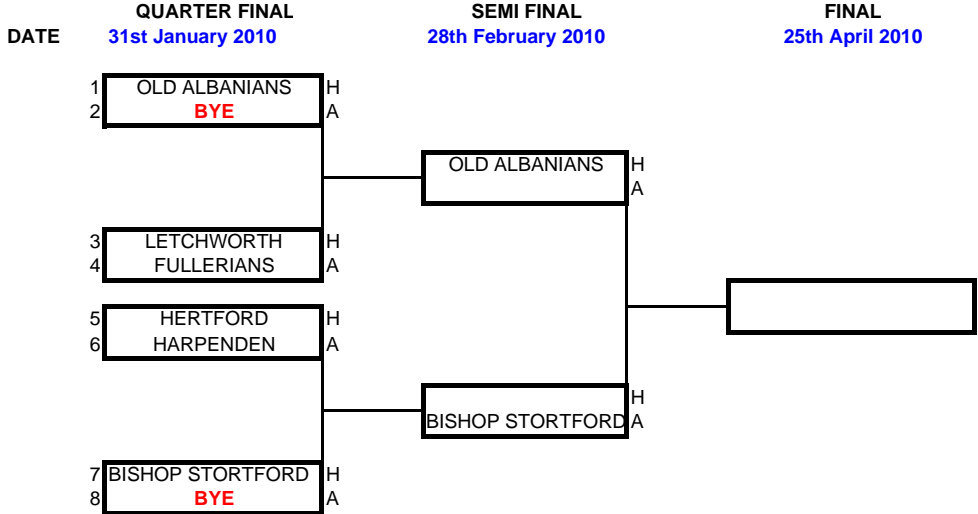 QUARTER FINAL SEMI FINAL FINAL
DATE 31st January 2010 28th February 2010 25th April 2010
1 OLD ALBANIANS H
2 BYE A
OLD ALBANIANS H
A
3 LETCHWORTH H
4 FULLERIANS A
5 HERTFORD H
6 HARPENDEN A
H
BISHOP STORTFORD A
7 BISHOP STORTFORD H
8 BYE A